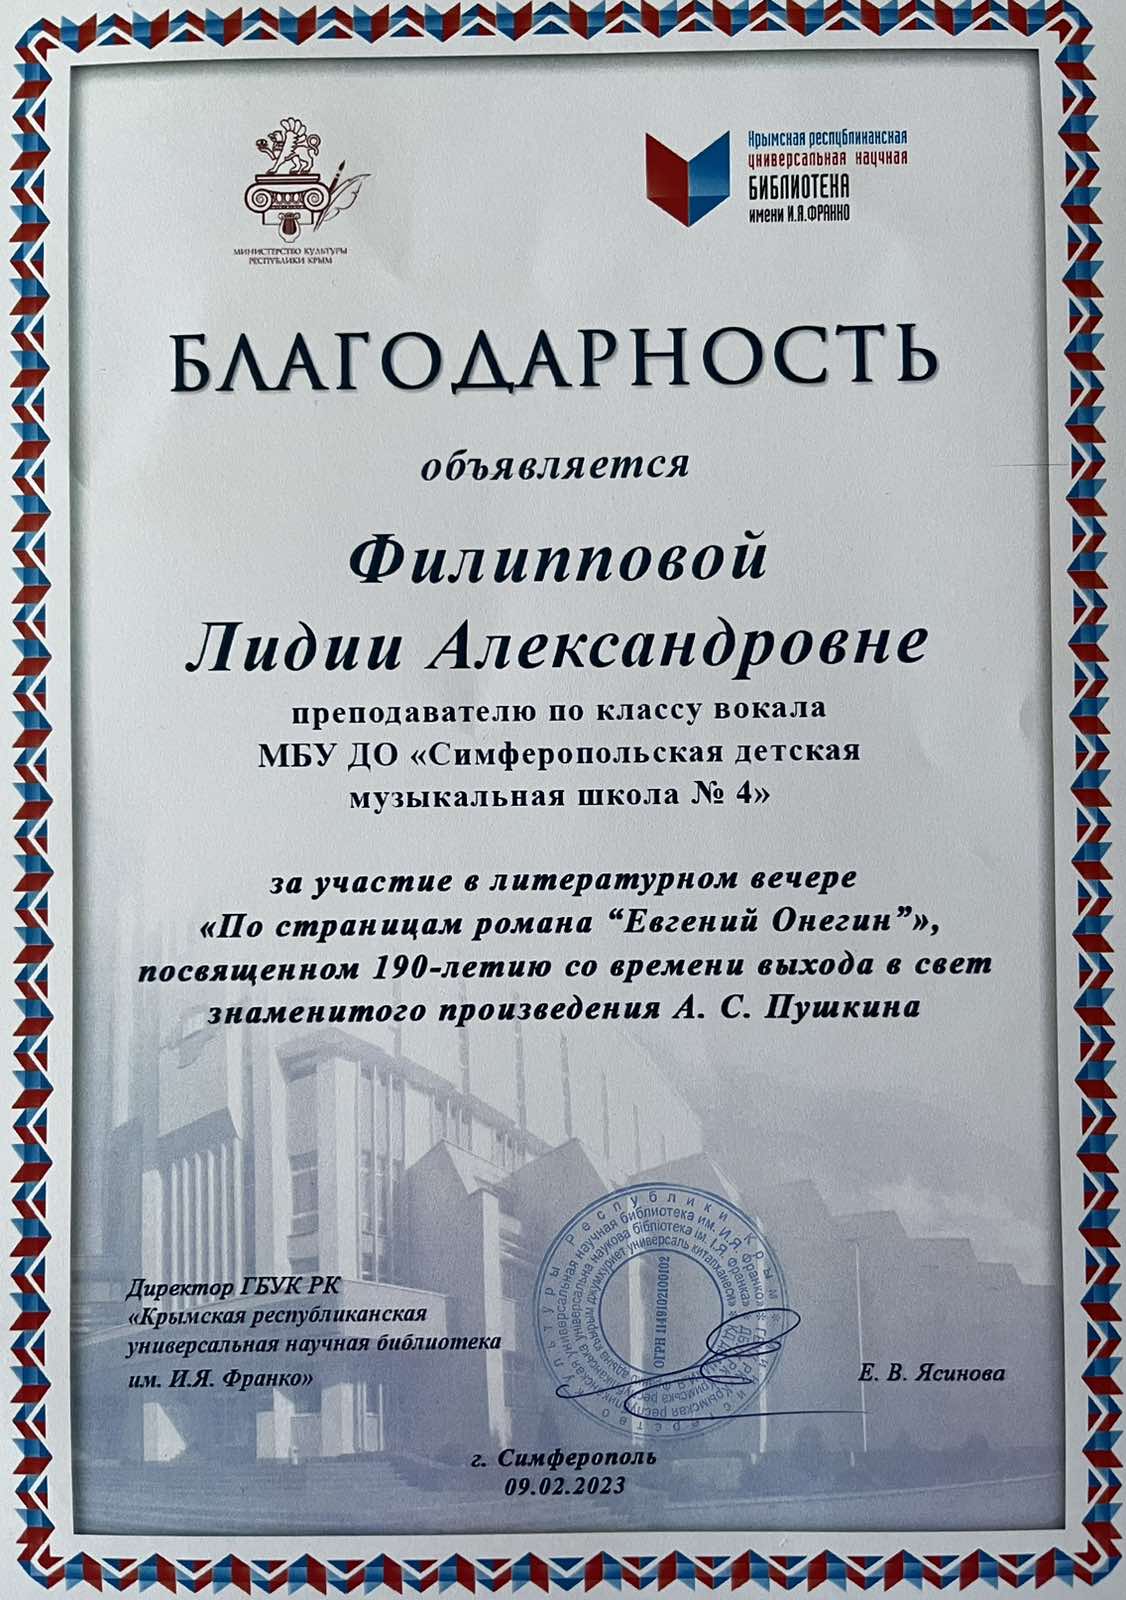 МИНИСТЕРСТВО КУЛЬТУРЫ
РЕСПУБЛИКИ КРЫМ
Крымская республиканская
универсальная научная
БИБЛИОТЕКА
имени И.Я.ФРАНКО
БЛАГОДАРНОСТЬ
объявляется
Филипповой
Лидии Александровне
преподавателю по классу вокала
МБУ ДО «Симферопольская детская
музыкальная школа № 4»
за участие в литературном вечере
«По страницам романа “Евгений Онегин”»,
посвященном 190-летию со времени выхода в свет
знаменитого произведения А. С. Пушкина
Директор ГБУК РК
«Крымская республиканская
универсальная научная библиотека
им. И.Я. Франко»
Е. В. Ясинова
ОГРН 1149102100102
г. Симферополь
09.02.2023